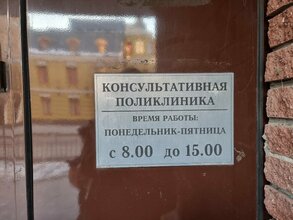 КОНСУЛЬТАТИВНАЯ
ПОЛИКЛИНИКА
ВРЕМЯ РАБОТЫ:
ПОНЕДЕЛЬНИК-ПЯТНИЦА
с 8.00 до 15.00